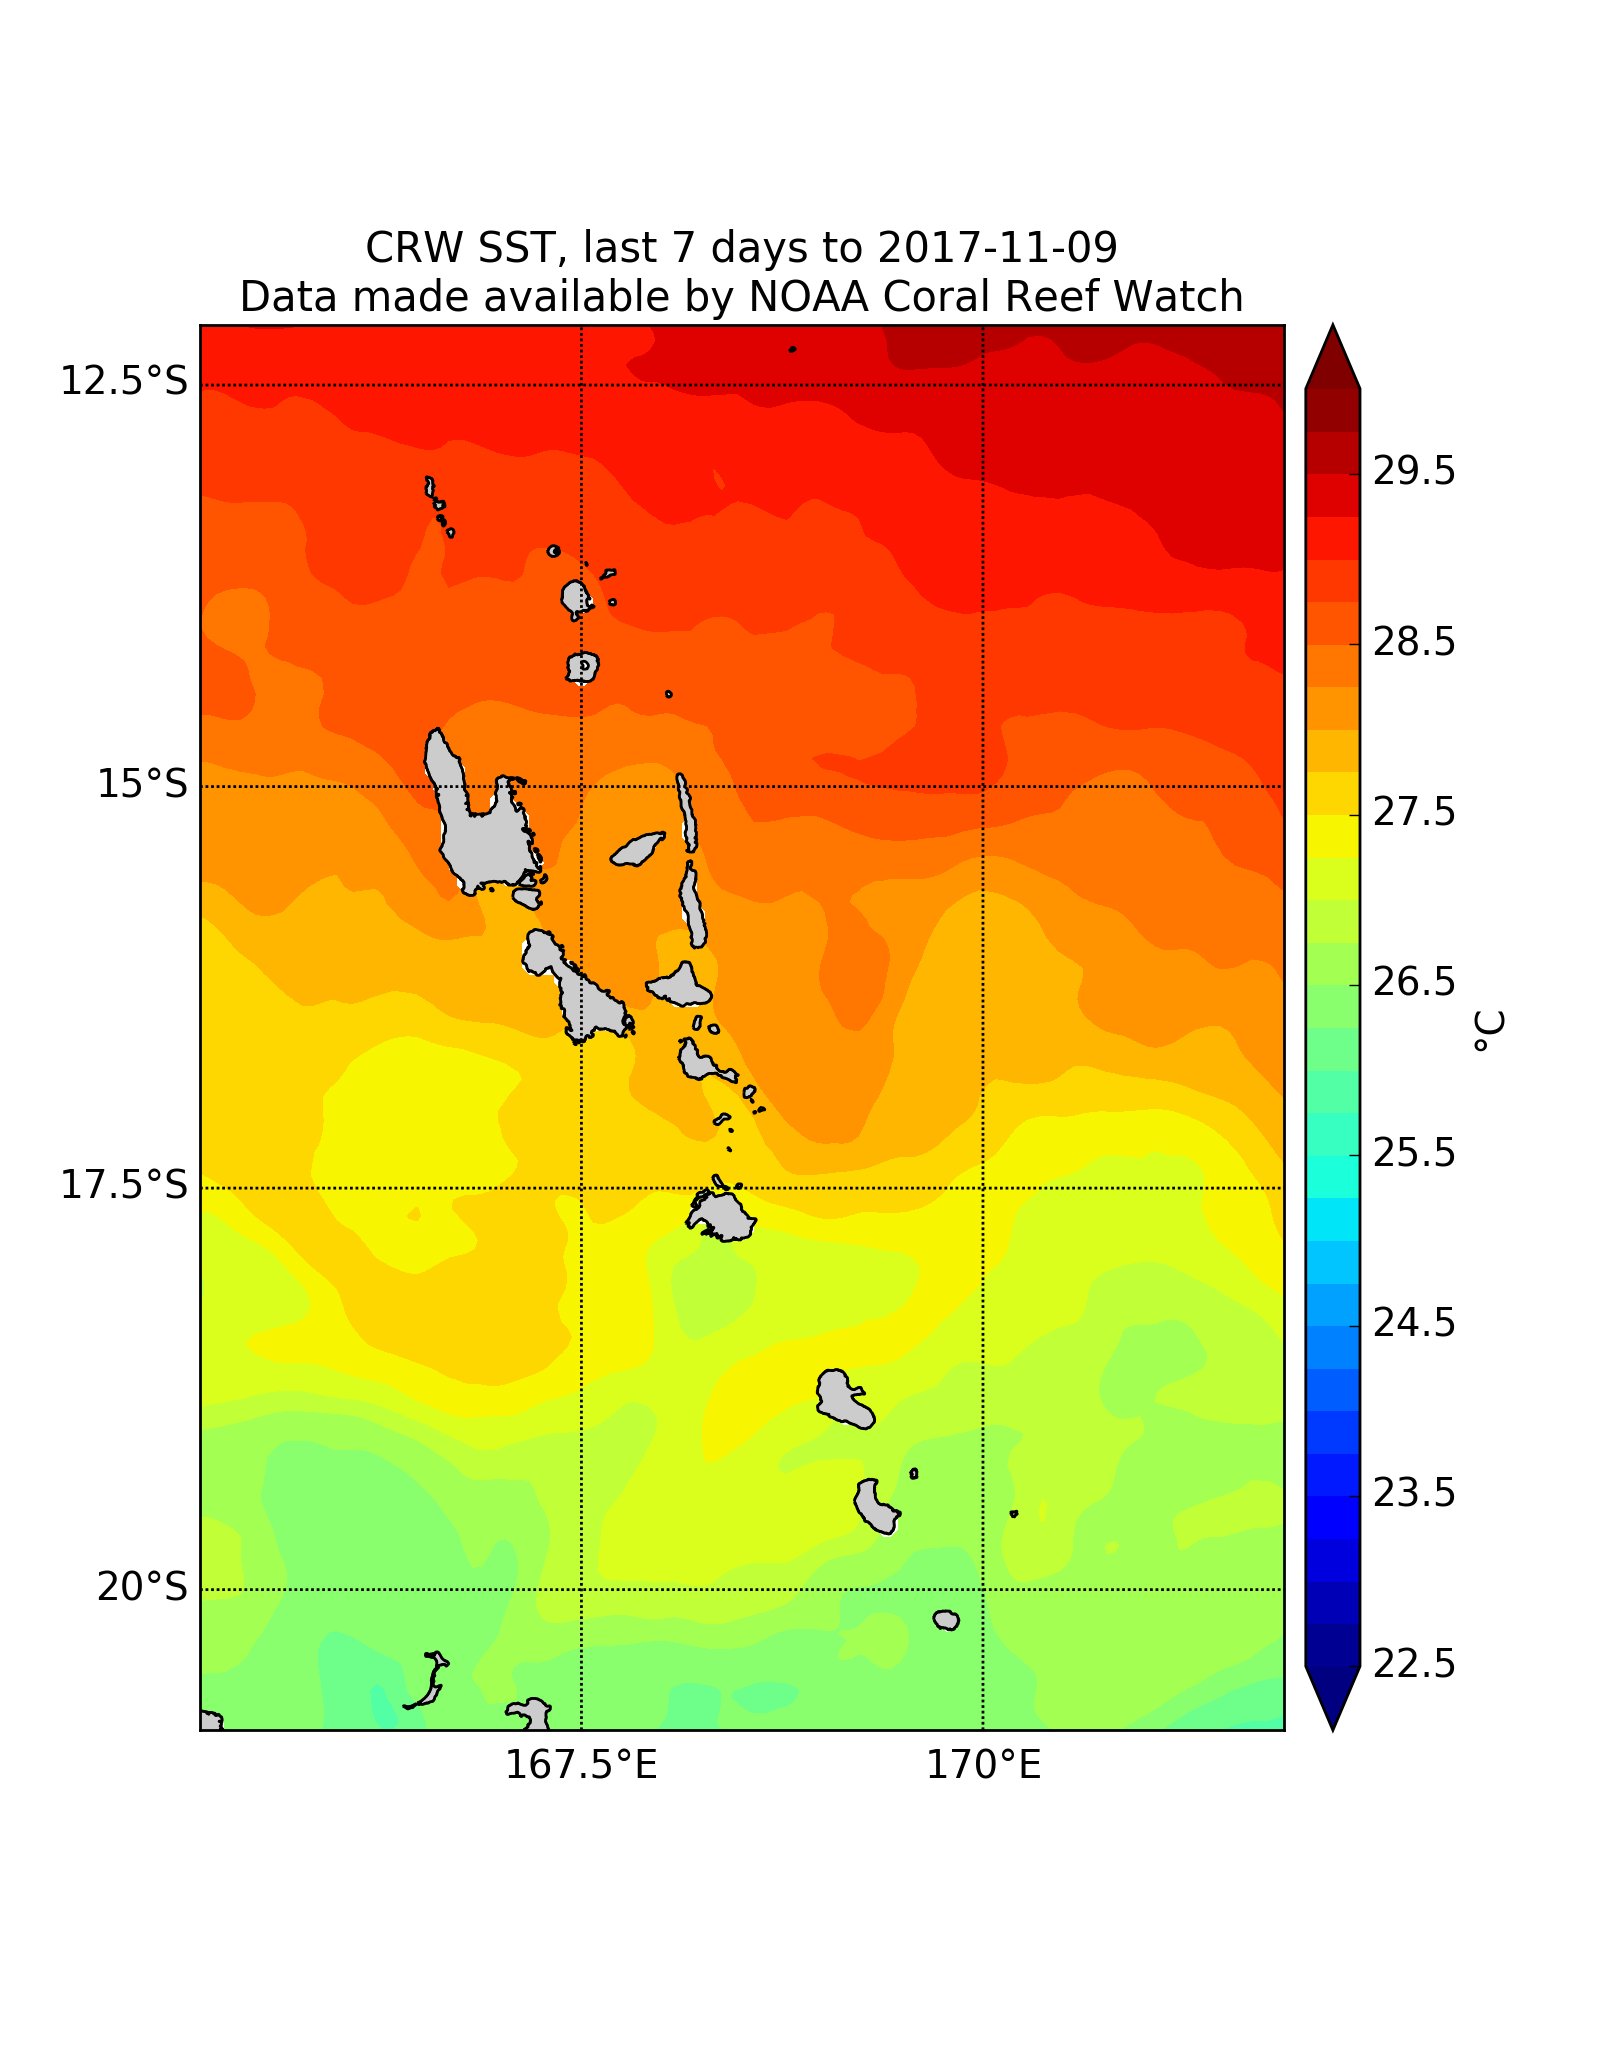 CRW SST, last 7 days to 2017-11-09
Data made available by NOAA Coral Reef Watch
12.5°S
15°S
17.5°S
20°S
167.5°E
170°E
29.5
28.5
27.5
26.5
25.5
24.5
23.5
22.5
°C